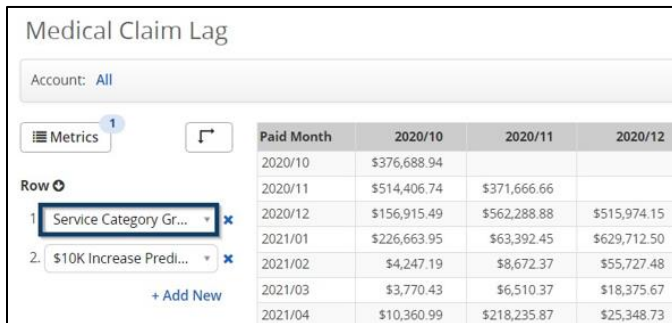 Medical Claim Lag
Account: All
Metrics 1
Row
1 Service Category Gr...
2. $10K Increase Predi...
+ Add New
Paid Month 2020/10 2020/11 2020/12
2020/10 $376,688.94
2020/11 $514,406.74 $371,666.66
2020/12 $156,915.49 $562,288.88 $515,974.15
2021/01 $226,663.95 $63,392.45 $629,712.50
2021/02 $4,247.19 $8,672.37 $55,727.48
2021/03 $3,770.43 $6,510.37 $18,375.67
2021/04 $10,360.99 $218,235.87 $25,348.73